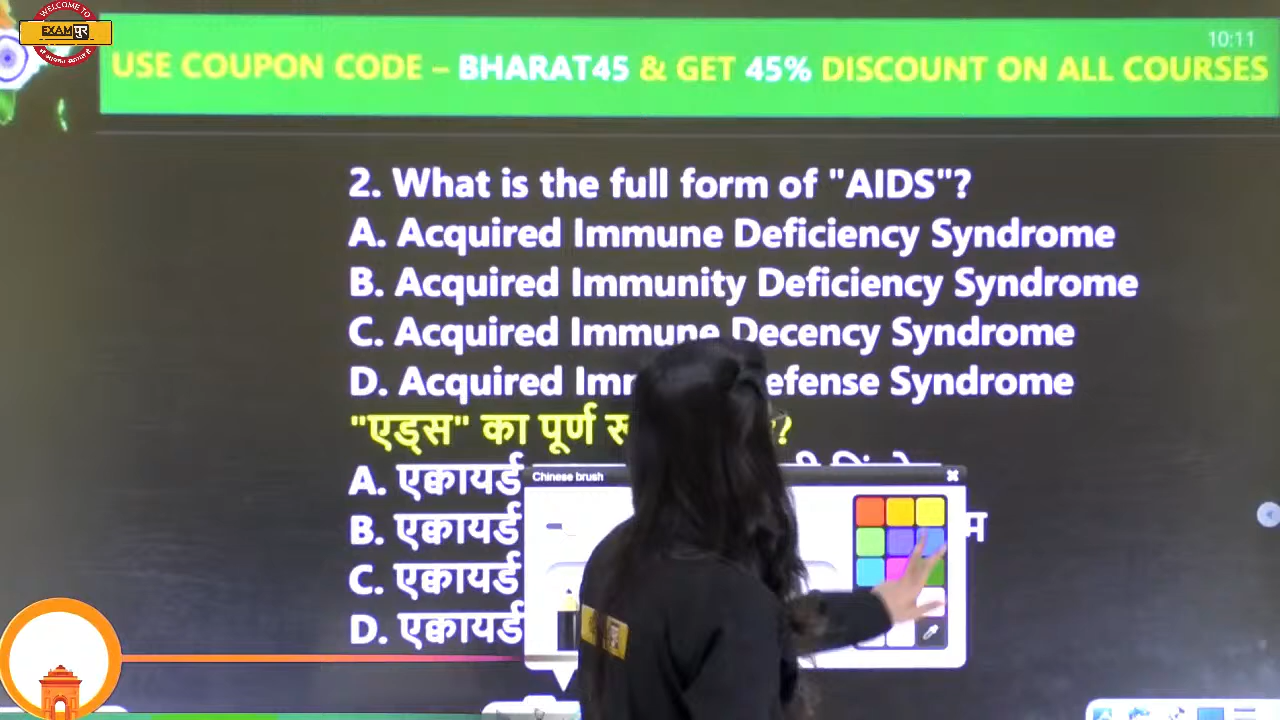 WELCOME TO
EXAMपुर
10:11
USE COUPON CODE – BHARAT45 & GET 45% DISCOUNT ON ALL COURSES
2. What is the full form of "AIDS"?
A. Acquired Immune Deficiency Syndrome
B. Acquired Immunity Deficiency Syndrome
C. Acquired Immune Decency Syndrome
D. Acquired Syndrome
"एड्स" का पूर्ण
A. एक्वायर्ड
Chinese brush
B. एक्वायर्ड
C. एक्वायर्ड
D. एक्वायर्ड